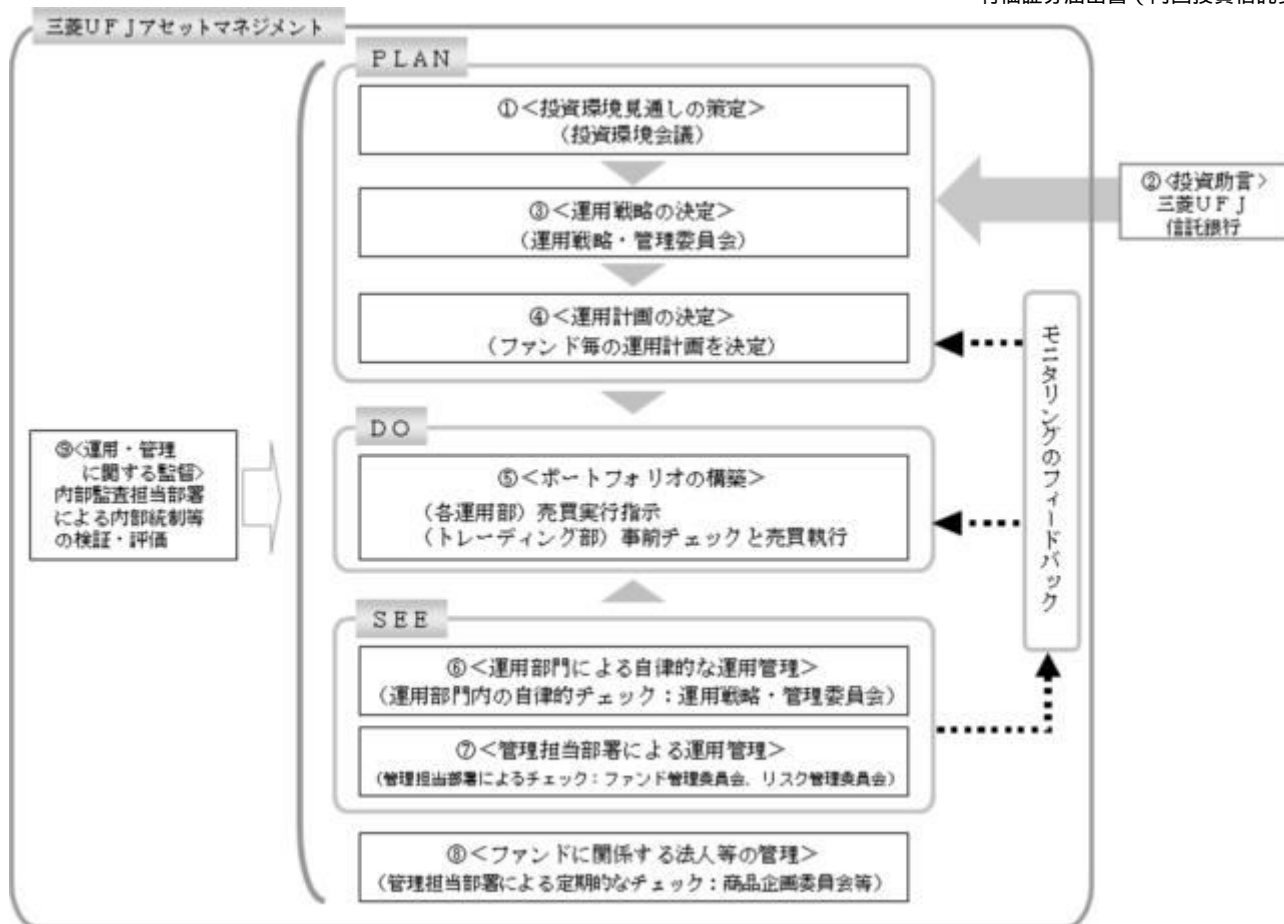 三菱UFJアセットマネジメント
PLAN
①<投資環境見通しの策定>
(投資環境会議)
②<投資助言>
三菱UFJ
信託銀行
③<運用戦略の決定>
(運用戦略・管理委員会)
④<運用計画の決定>
(ファンド毎の運用計画を決定)
モニタリングのフィードバック
DO
⑤<ポートフォリオの構築>
(各運用部)売買実行指示
(トレーディング部)事前チェックと売買執行
⑨<運用・管理
に関する監督>
内部監査担当部署
による内部統制等
の検証・評価
SEE
⑥<運用部門による自律的な運用管理>
(運用部門内の自律的チェック:運用戦略・管理委員会)
⑦<管理担当部署による運用管理>
(管理担当部署によるチェック:ファンド管理委員会、リスク管理委員会)
⑧<ファンドに関係する法人等の管理>
(管理担当部署による定期的なチェック:商品企画委員会等)